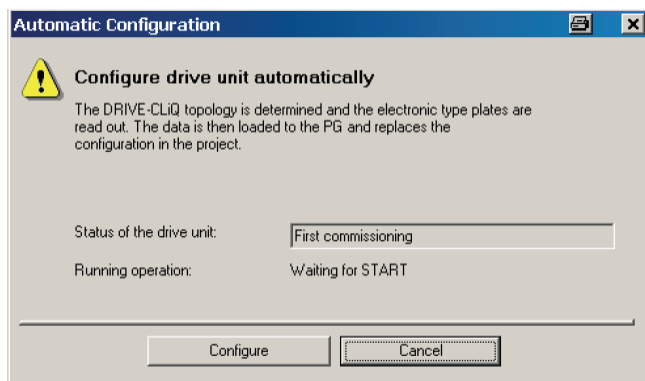 Automatic Configuration
Configure drive unit automatically
The DRIVE-CLiQ topology is determined and the electronic type plates are
read out. The data is then loaded to the PG and replaces the
configuration in the project.
Status of the drive unit: First commissioning
Running operation: Waiting for START
Configure Cancel